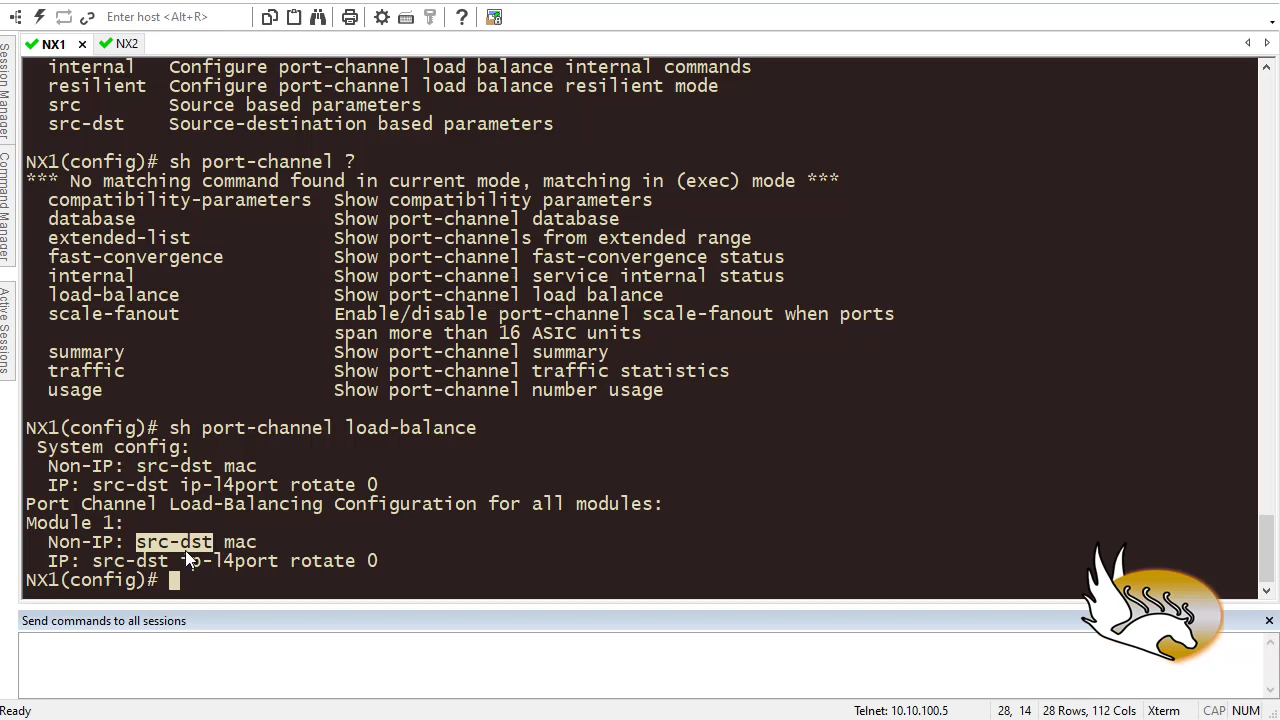 Enter host <Alt+R>
NX1
NX2
Session Manager
Command Manager
Active Sessions
internal Configure port-channel load balance internal commands
resilient Configure port-channel load balance resilient mode
src Source based parameters
src-dst Source-destination based parameters
NX1(config)# sh port-channel ?
*** No matching command found in current mode, matching in (exec) mode ***
compatibility-parameters Show compatibility parameters
database Show port-channel database
extended-list Show port-channels from extended range
fast-convergence Show port-channel fast-convergence status
internal Show port-channel service internal status
load-balance Show port-channel load balance
scale-fanout Enable/disable port-channel scale-fanout when ports
span more than 16 ASIC units
summary Show port-channel summary
traffic Show port-channel traffic statistics
usage Show port-channel number usage
NX1(config)# sh port-channel load-balance
System config:
Non-IP: src-dst mac
IP: src-dst ip-l4port rotate 0
Port Channel Load-Balancing Configuration for all modules:
Module 1:
Non-IP: src-dst mac
IP: src-dst ip-l4port rotate 0
NX1(config)#
Send commands to all sessions
Ready
Telnet: 10.10.100.5
28, 14
28 Rows, 112 Cols
Xterm
CAP
NUM